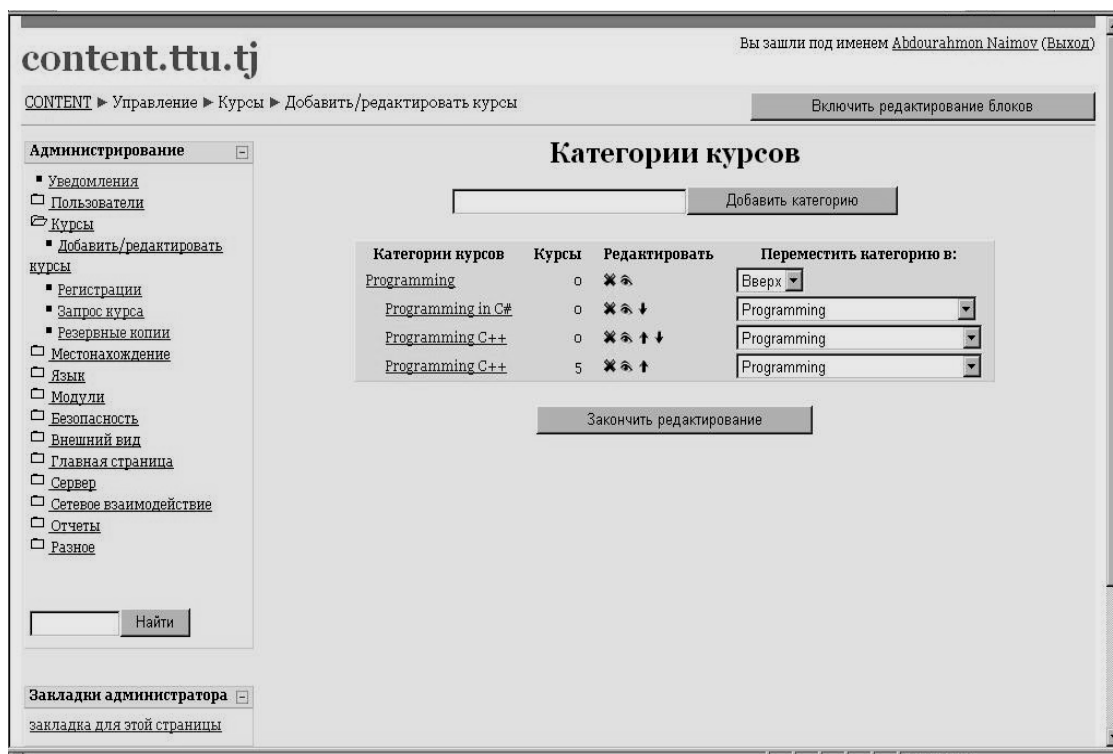 Вы зашли под именем Abdourahmon Naimov (Выход)
content.ttu.tj
CONTENT ► Управление ► Курсы ► Добавить/редактировать курсы
Включить редактирование блоков
Администрирование
Уведомления
Пользователи
Курсы
Добавить/редактировать
курсы
Регистрации
Запрос курса
Резервные копии
Местонахождение
Язык
Модули
Безопасность
Внешний вид
Главная страница
Сервер
Сетевое взаимодействие
Отчеты
Разное
Найти
Закладки администратора
закладка для этой страницы
Категории курсов
Добавить категорию
Категории курсов Курсы Редактировать Переместить категорию в:
Programming 0 Вверх
Programming in C# 0 Programming
Programming C++ 0 Programming
Programming C++ 5 Programming
Закончить редактирование